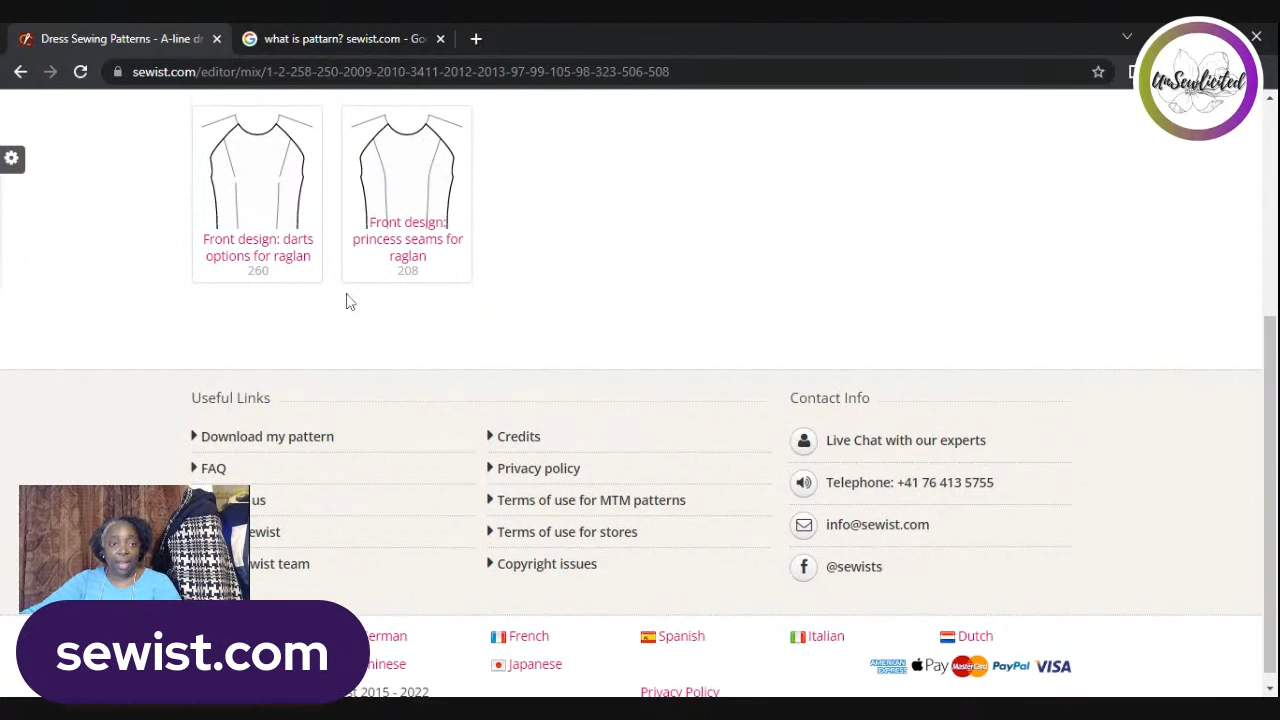 Dress Sewing Patterns - A-line dr
what is pattarn? sewist.com - Go
sewist.com/editor/mix/1-2-258-250-2009-2010-3411-2012-2013-97-99-105-98-323-506-508
UnSewlicited
Front design: darts
options for raglan
260
Front design:
princess seams for
raglan
208
Useful Links
Download my pattern
FAQ
us
ewist
wist team
Credits
Privacy policy
Terms of use for MTM patterns
Terms of use for stores
Copyright issues
Contact Info
Live Chat with our experts
Telephone: +41 76 413 5755
info@sewist.com
@sewists
erman
French
Spanish
Italian
Dutch
hinese
Japanese
AMERICAN EXPRESS
Pay
MasterCard
PayPal
VISA
t 2015 - 2022
Privacy Policy
sewist.com